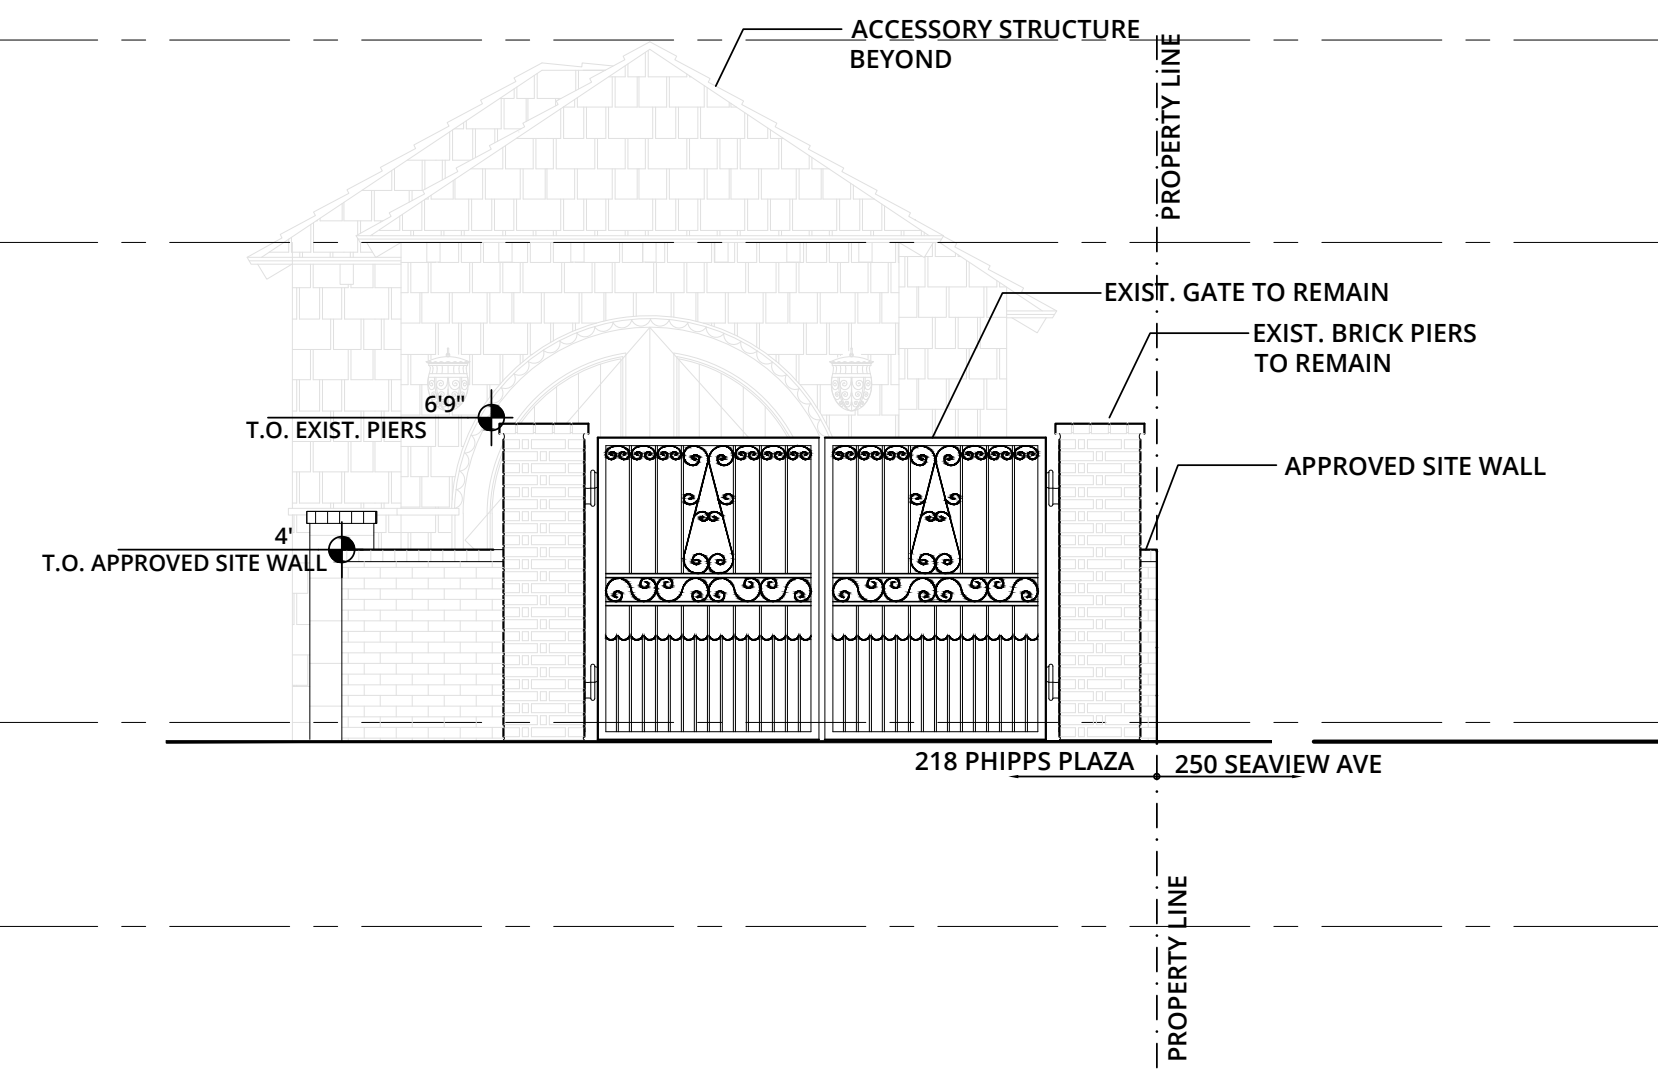 ACCESSORY STRUCTURE
BEYOND
PROPERTY LINE
EXIST. GATE TO REMAIN
EXIST. BRICK PIERS
TO REMAIN
6'9"
T.O. EXIST. PIERS
APPROVED SITE WALL
4'
T.O. APPROVED SITE WALL
218 PHIPPS PLAZA
250 SEAVIEW AVE
PROPERTY LINE